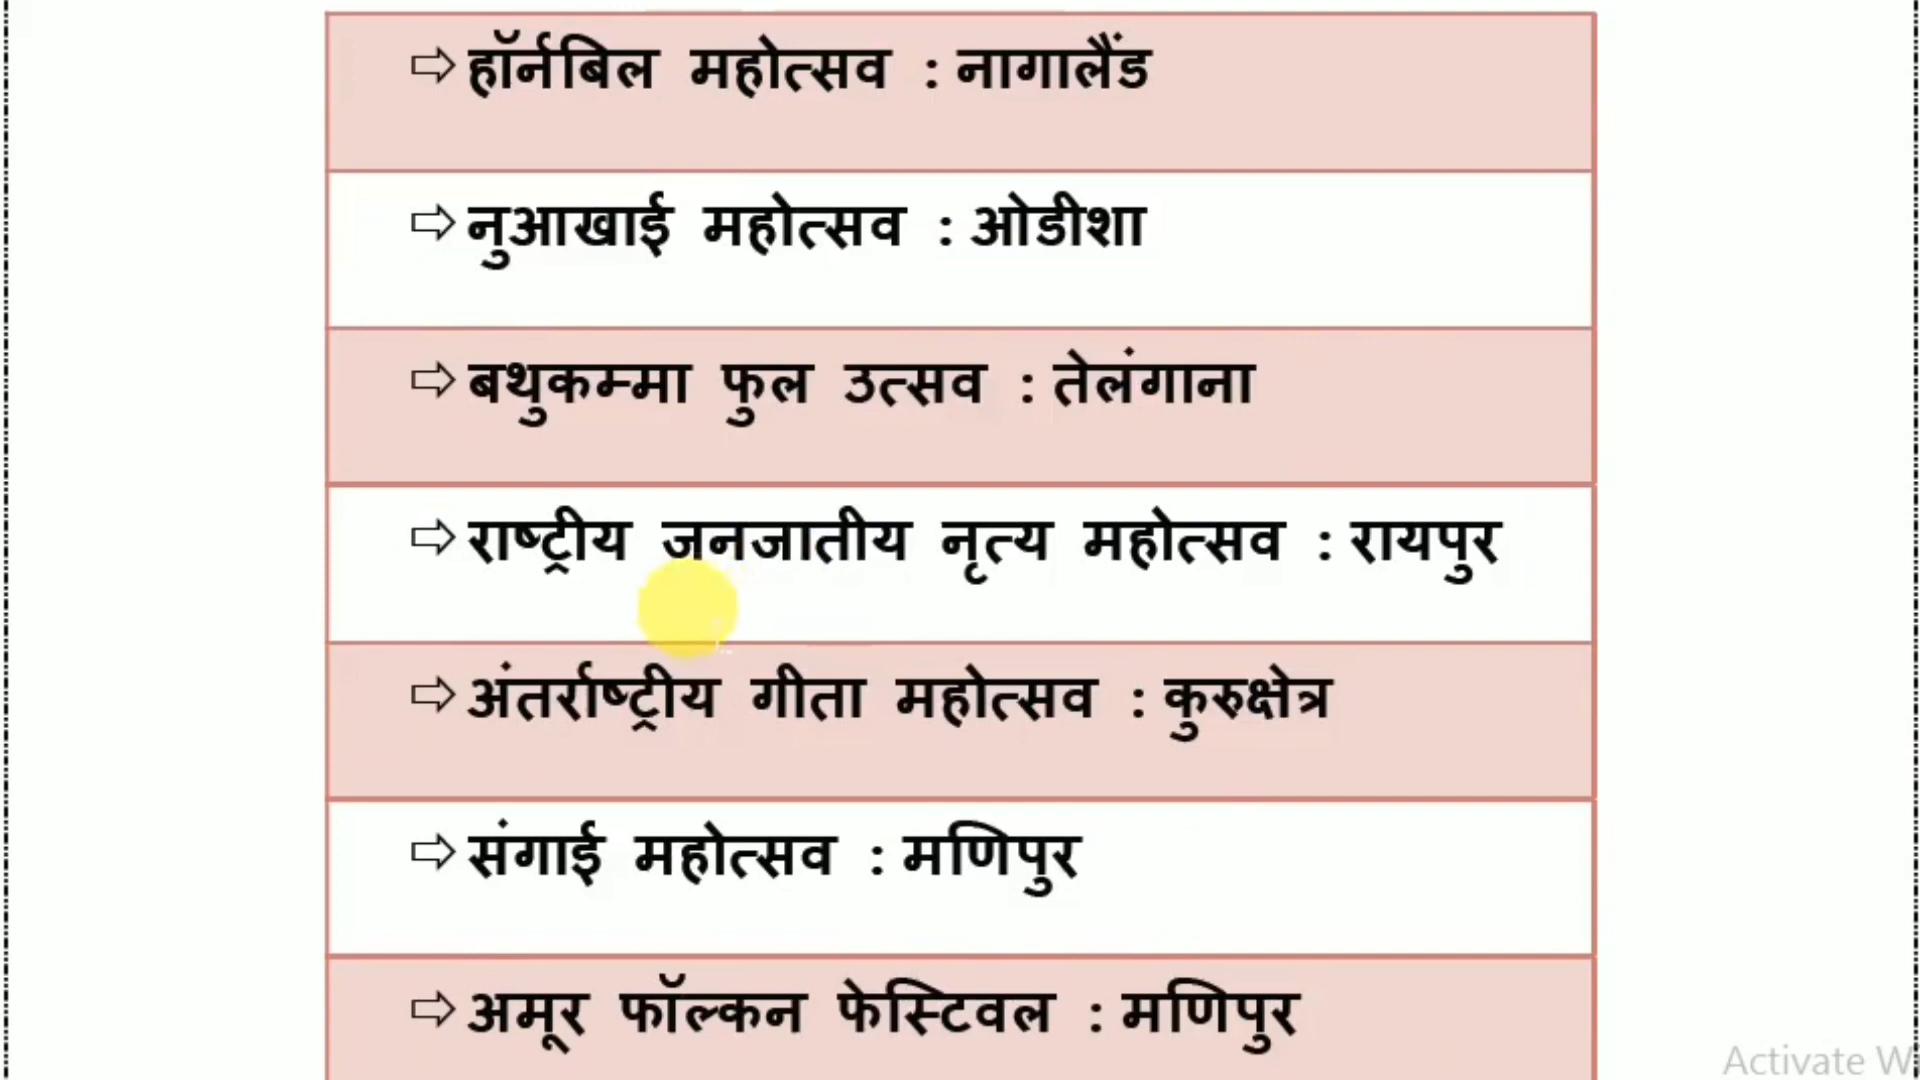 ⇨ हॉर्नबिल महोत्सव : नागालैंड
⇨ नुआखाई महोत्सव : ओडीशा
⇨ बथुकम्मा फुल उत्सव : तेलंगाना
⇨ राष्ट्रीय जनजातीय नृत्य महोत्सव : रायपुर
⇨ अंतर्राष्ट्रीय गीता महोत्सव : कुरुक्षेत्र
⇨ संगाई महोत्सव : मणिपुर
⇨ अमूर फॉल्कन फेस्टिवल : मणिपुर
Activate W